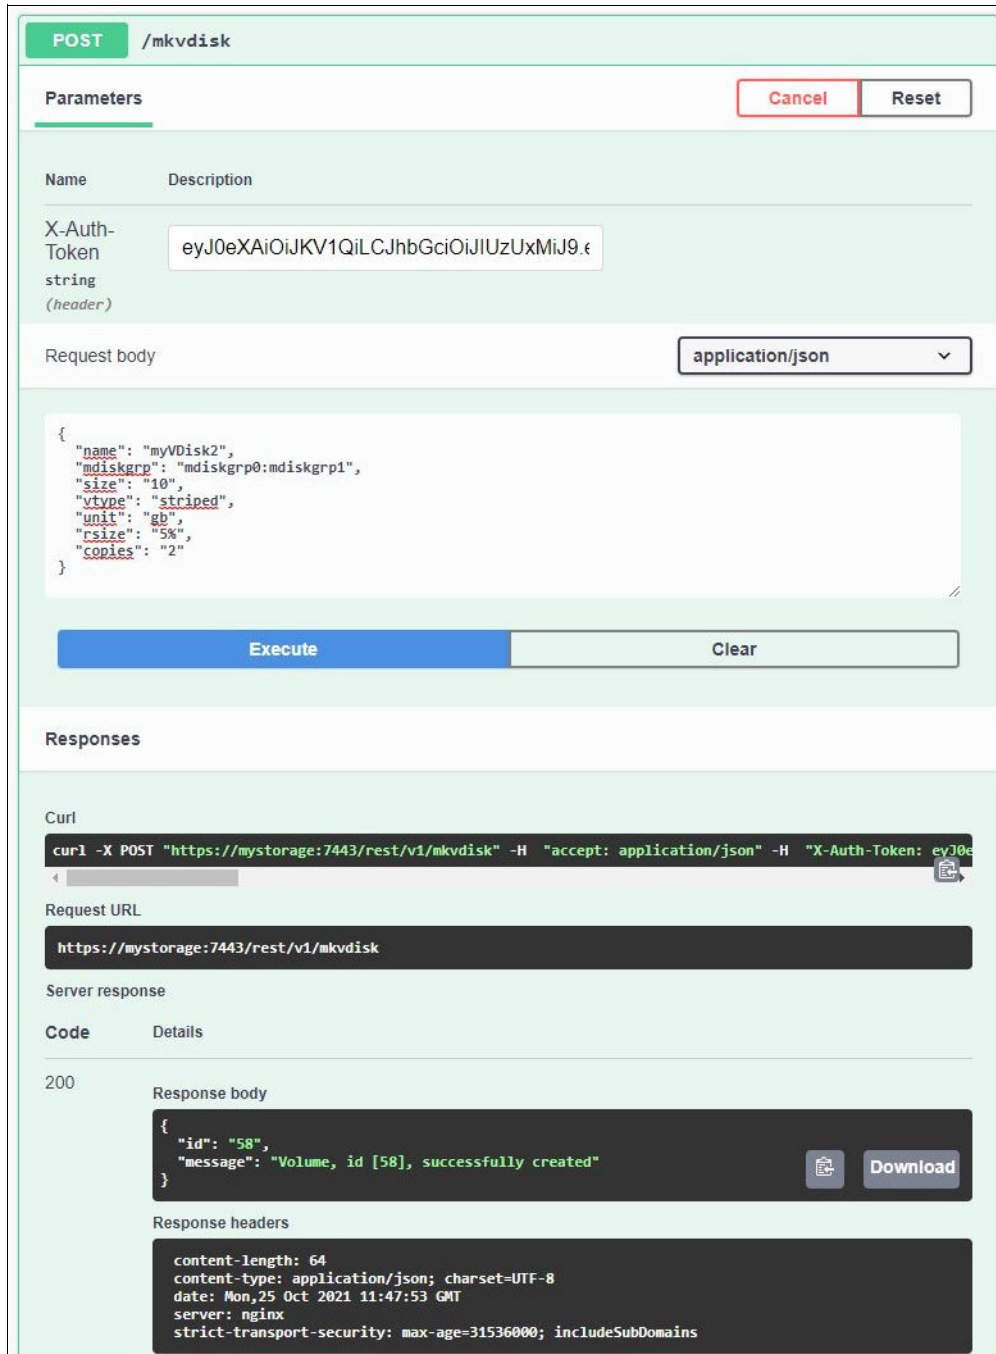 POST /mkvdisk
Parameters
Cancel
Reset
Name Description
X-Auth-
Token
string
(header)
eyJ0eXAiOiJKV1QiLCJhbGciOiJIUzUxMiJ9.e
Request body
application/json
{
"name": "myVDisk2",
"mdiskgrp": "mdiskgrp0:mdiskgrp1",
"size": "10",
"vtype": "striped",
"unit": "gb",
"rsize": "5%",
"copies": "2"
}
Execute
Clear
Responses
Curl
curl -X POST "https://mystorage:7443/rest/v1/mkvdisk" -H "accept: application/json" -H "X-Auth-Token: eyJ0e
Request URL
https://mystorage:7443/rest/v1/mkvdisk
Server response
Code Details
200
Response body
{
"id": "58",
"message": "Volume, id [58], successfully created"
}
Download
Response headers
content-length: 64
content-type: application/json; charset=UTF-8
date: Mon,25 Oct 2021 11:47:53 GMT
server: nginx
strict-transport-security: max-age=31536000; includeSubDomains